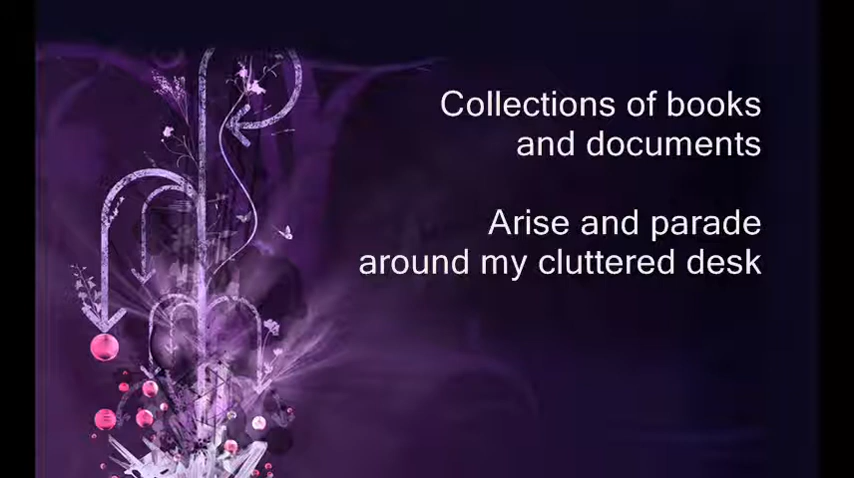 Collections of books
and documents
Arise and parade
around my cluttered desk